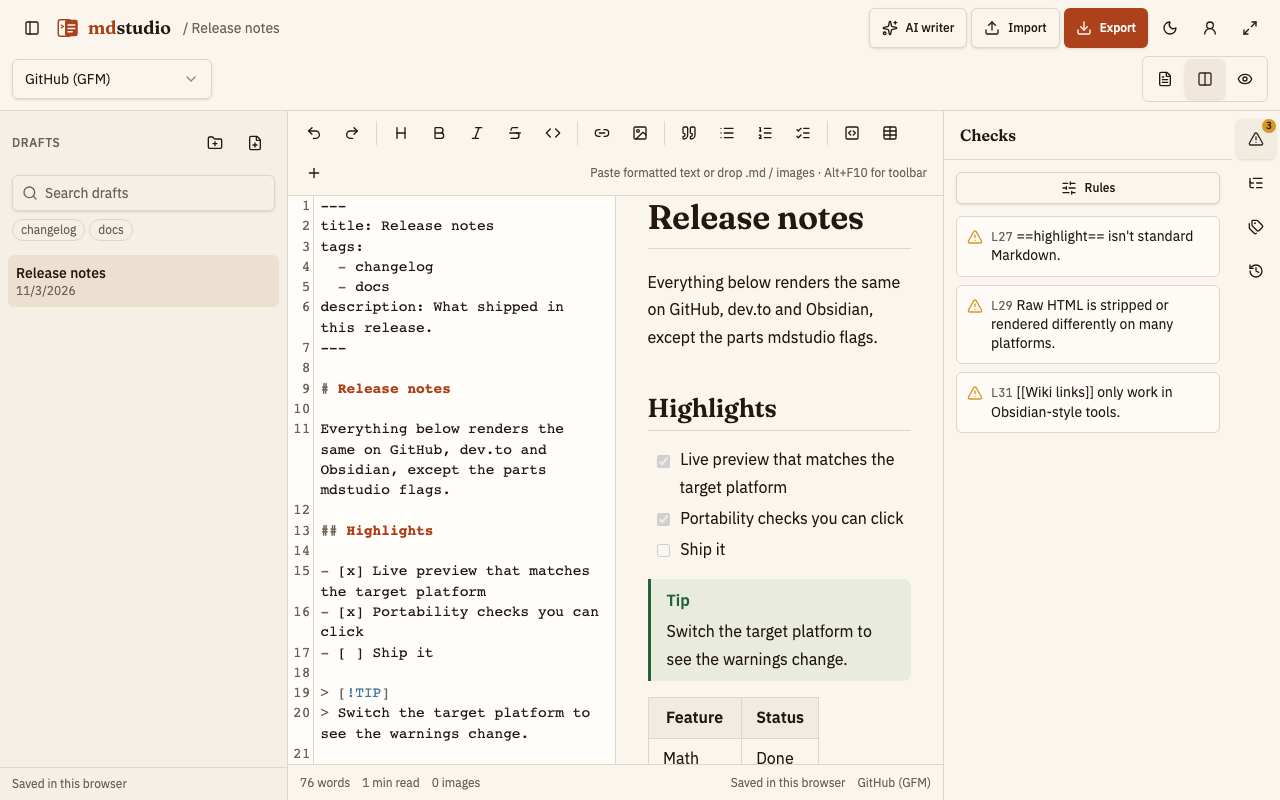 mdstudio / Release notes
AI writer
Import
Export
GitHub (GFM)
DRAFTS
Search drafts
changelog docs
Release notes
11/3/2026
Saved in this browser
Paste formatted text or drop .md / images · Alt+F10 for toolbar
1 ---
2 title: Release notes
3 tags:
4   - changelog
5   - docs
6 description: What shipped in
this release.
7 ---
8
9 # Release notes
10
11 Everything below renders the
same on GitHub, dev.to and
Obsidian, except the parts
mdstudio flags.
12
13 ## Highlights
14
15 - [x] Live preview that matches
the target platform
16 - [x] Portability checks you can
click
17 - [ ] Ship it
18
19 > [!TIP]
20 > Switch the target platform to
see the warnings change.
21
Release notes
Everything below renders the same
on GitHub, dev.to and Obsidian,
except the parts mdstudio flags.
Highlights
Live preview that matches the
target platform
Portability checks you can click
Ship it
Tip
Switch the target platform to
see the warnings change.
Feature Status
Math Done
76 words 1 min read 0 images
Saved in this browser GitHub (GFM)
Checks
3
Rules
L27 ==highlight== isn't standard
Markdown.
L29 Raw HTML is stripped or
rendered differently on many
platforms.
L31 [[Wiki links]] only work in
Obsidian-style tools.